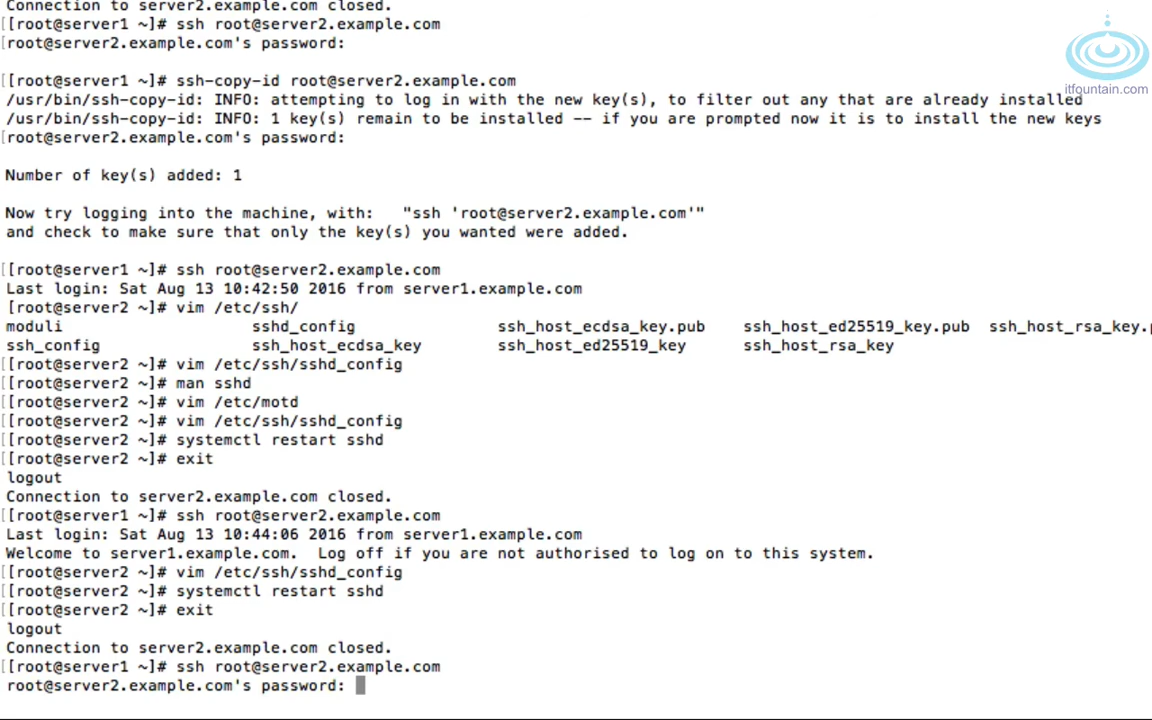 Connection to server2.example.com closed.
[[root@server1 ~]# ssh root@server2.example.com
[root@server2.example.com's password:
[[root@server1 ~]# ssh-copy-id root@server2.example.com
/usr/bin/ssh-copy-id: INFO: attempting to log in with the new key(s), to filter out any that are already installed
/usr/bin/ssh-copy-id: INFO: 1 key(s) remain to be installed -- if you are prompted now it is to install the new keys
[root@server2.example.com's password:
Number of key(s) added: 1
Now try logging into the machine, with:   "ssh 'root@server2.example.com'"
and check to make sure that only the key(s) you wanted were added.
[[root@server1 ~]# ssh root@server2.example.com
Last login: Sat Aug 13 10:42:50 2016 from server1.example.com
[root@server2 ~]# vim /etc/ssh/
moduli                 sshd_config            ssh_host_ecdsa_key.pub  ssh_host_ed25519_key.pub  ssh_host_rsa_key.
ssh_config             ssh_host_ecdsa_key     ssh_host_ed25519_key    ssh_host_rsa_key
[[root@server2 ~]# vim /etc/ssh/sshd_config
[[root@server2 ~]# man sshd
[[root@server2 ~]# vim /etc/motd
[[root@server2 ~]# vim /etc/ssh/sshd_config
[[root@server2 ~]# systemctl restart sshd
[[root@server2 ~]# exit
logout
Connection to server2.example.com closed.
[[root@server1 ~]# ssh root@server2.example.com
Last login: Sat Aug 13 10:44:06 2016 from server1.example.com
Welcome to server1.example.com.  Log off if you are not authorised to log on to this system.
[[root@server2 ~]# vim /etc/ssh/sshd_config
[[root@server2 ~]# systemctl restart sshd
[[root@server2 ~]# exit
logout
Connection to server2.example.com closed.
[[root@server1 ~]# ssh root@server2.example.com
root@server2.example.com's password:
itfountain.com